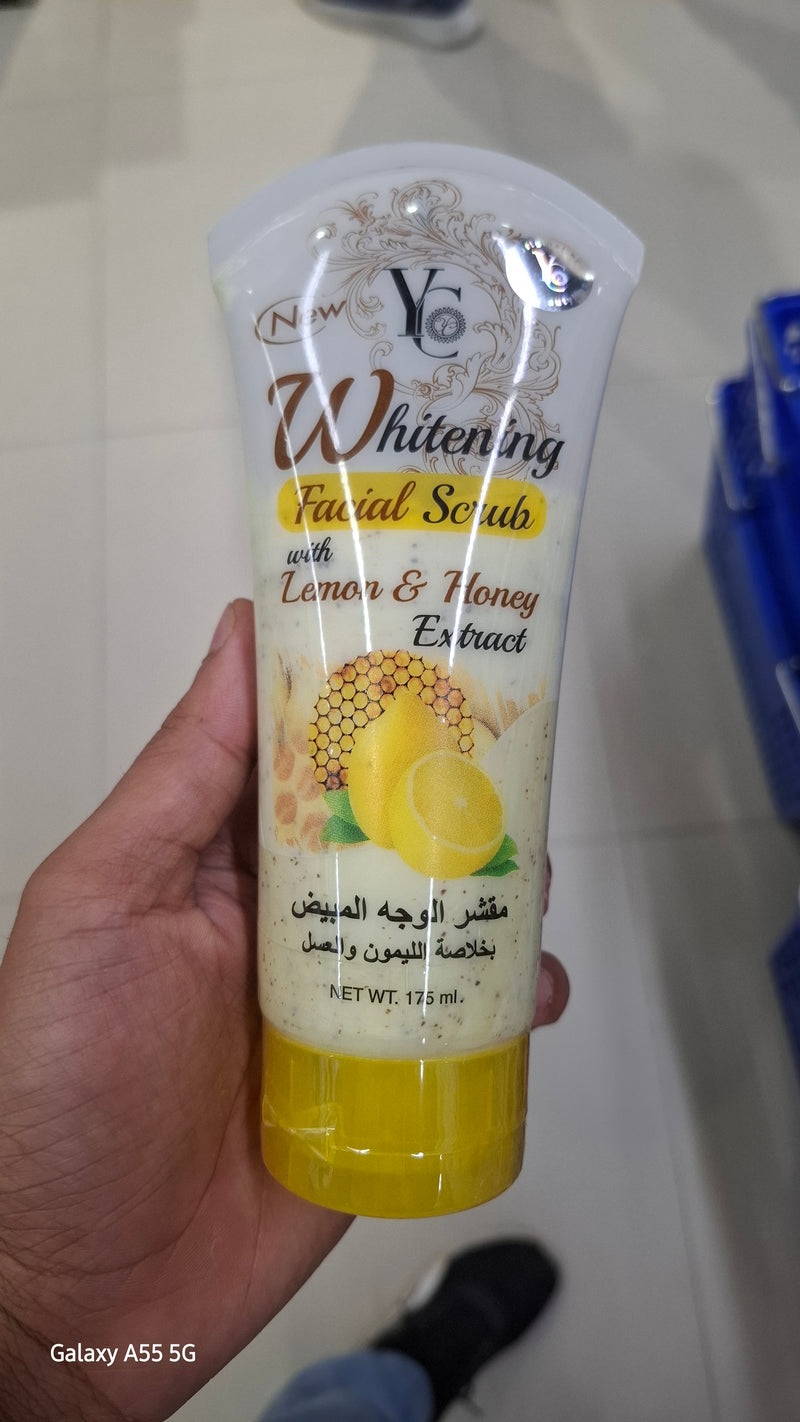 New
YC
YC
Whitening
Facial Scrub
with
Lemon & Honey
Extract
مقشر الوجه المبيض
بخلاصة الليمون والعسل
NET WT. 175 ml.
Galaxy A55 5G